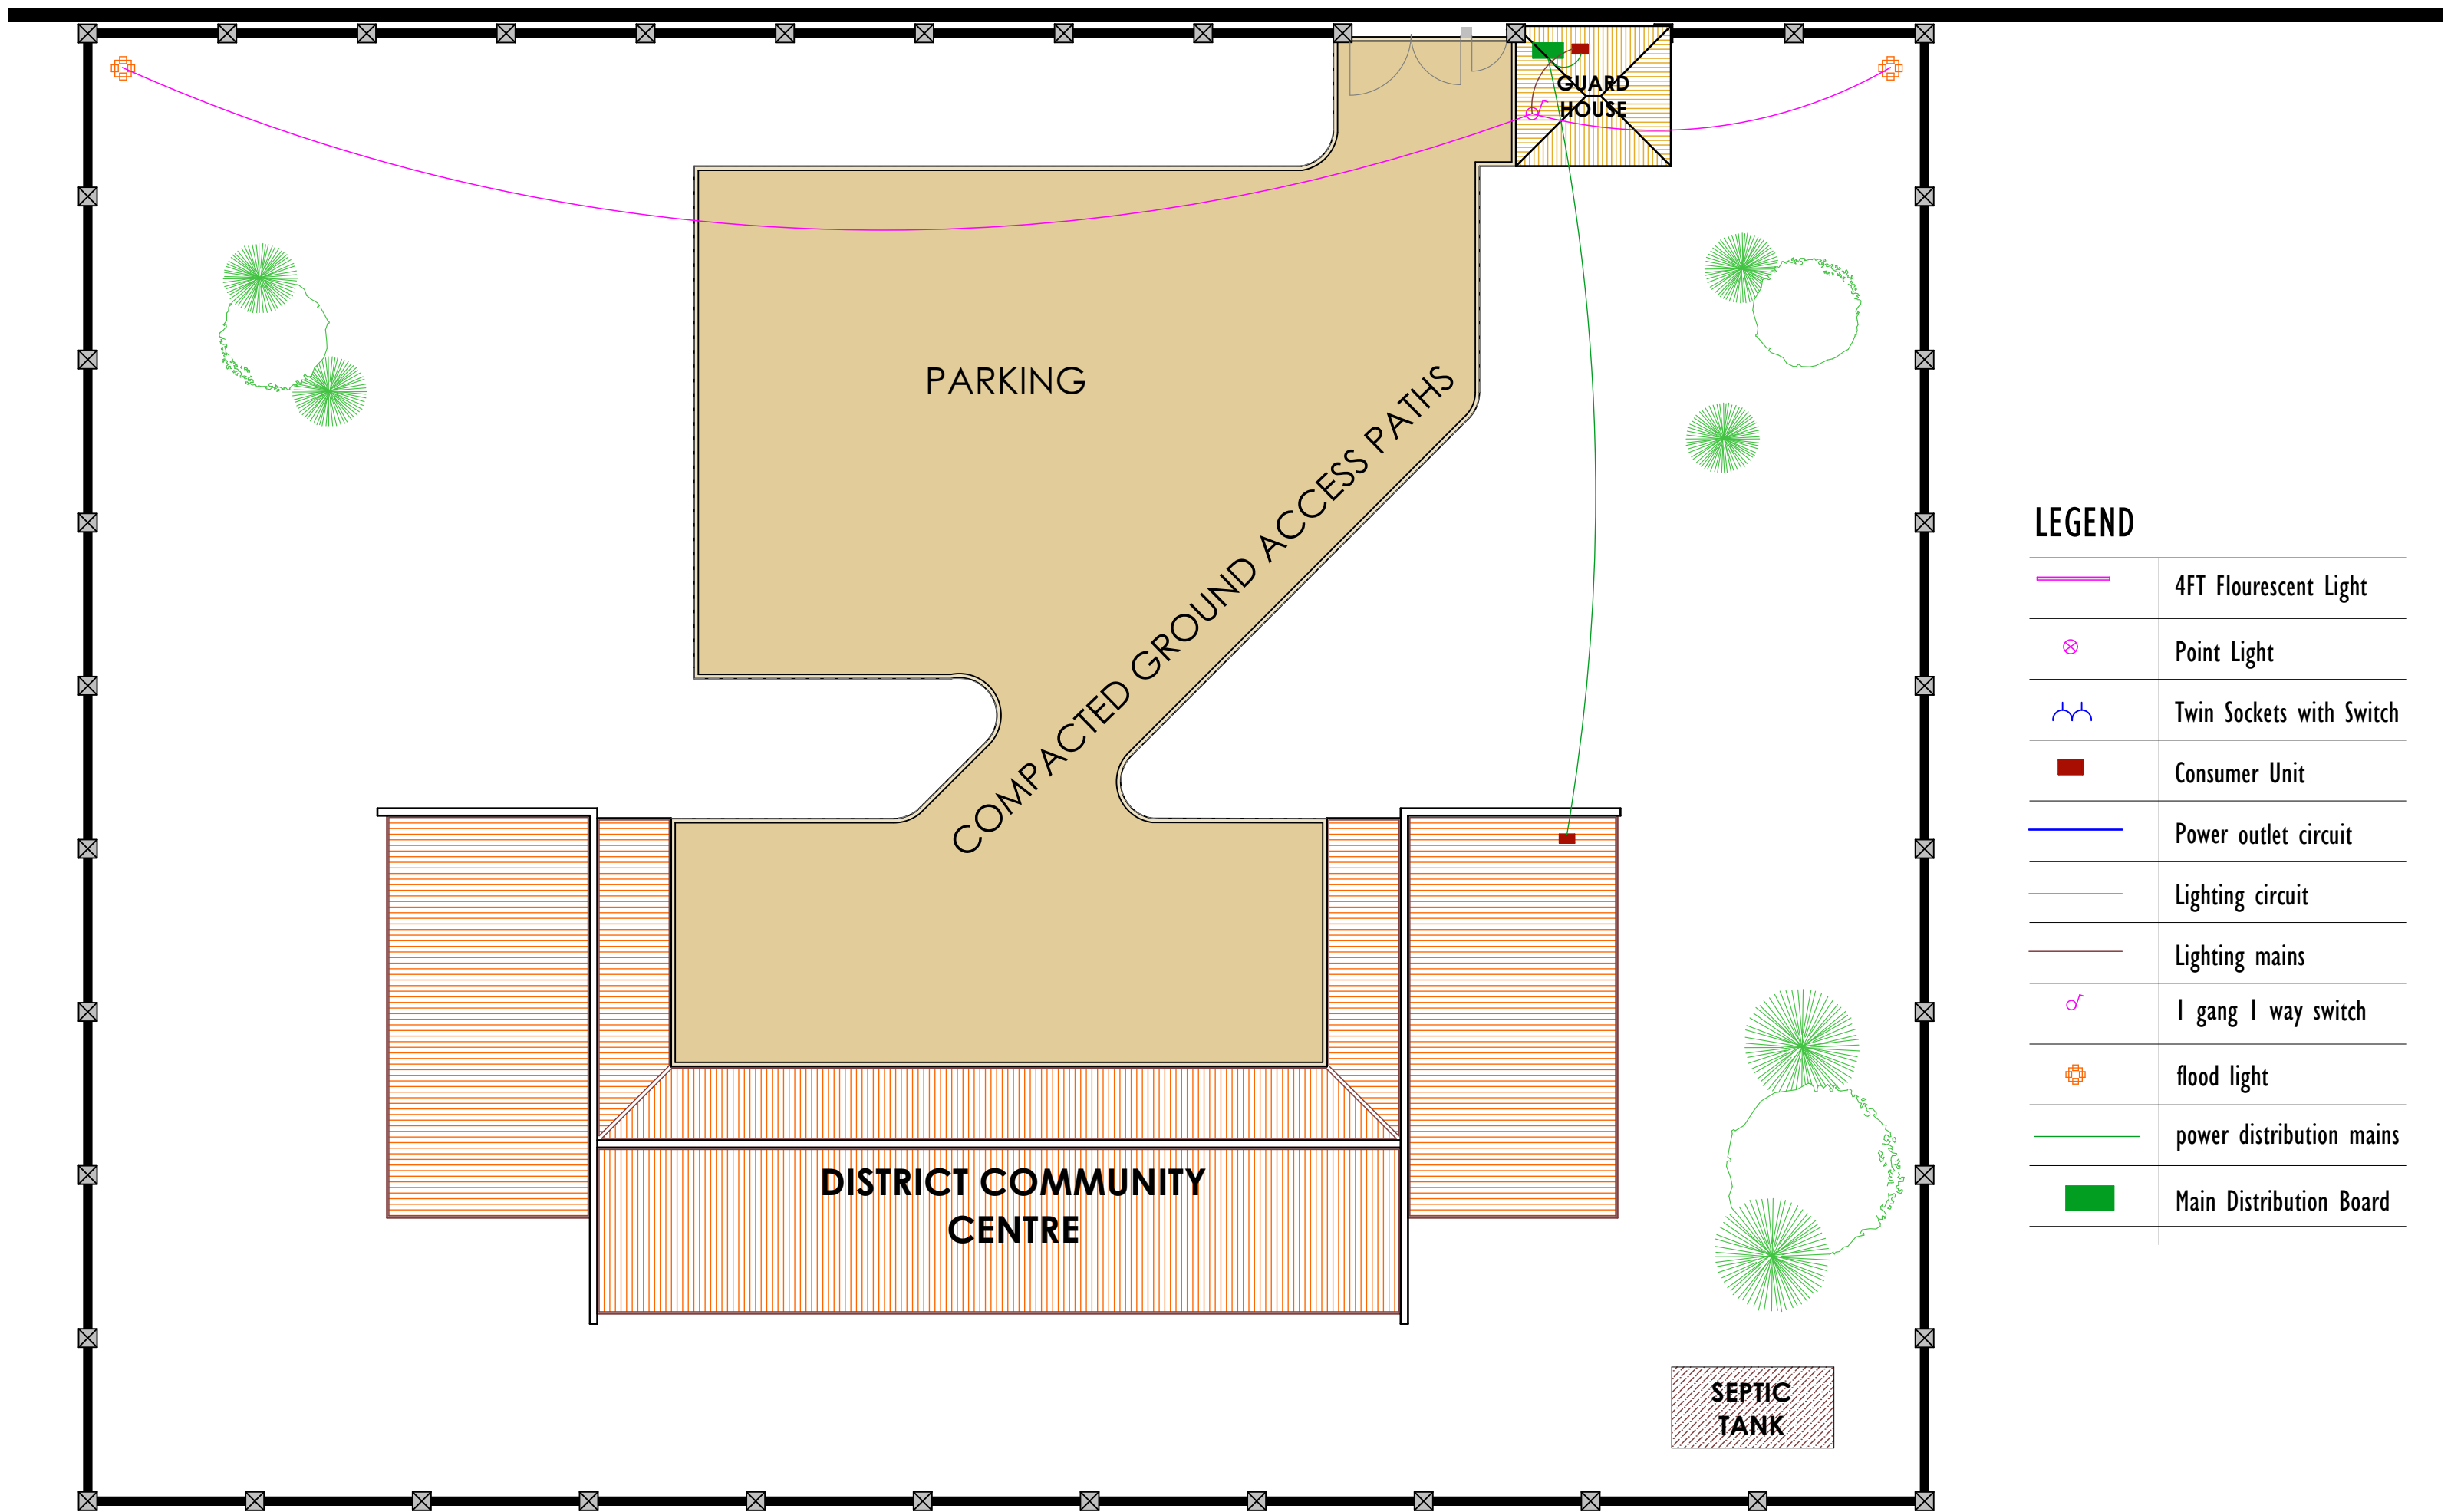 GUARD
HOUSE
PARKING
COMPACTED GROUND ACCESS PATHS
DISTRICT COMMUNITY
CENTRE
SEPTIC
TANK
LEGEND
4FT Flourescent Light
Point Light
Twin Sockets with Switch
Consumer Unit
Power outlet circuit
Lighting circuit
Lighting mains
1 gang 1 way switch
flood light
power distribution mains
Main Distribution Board